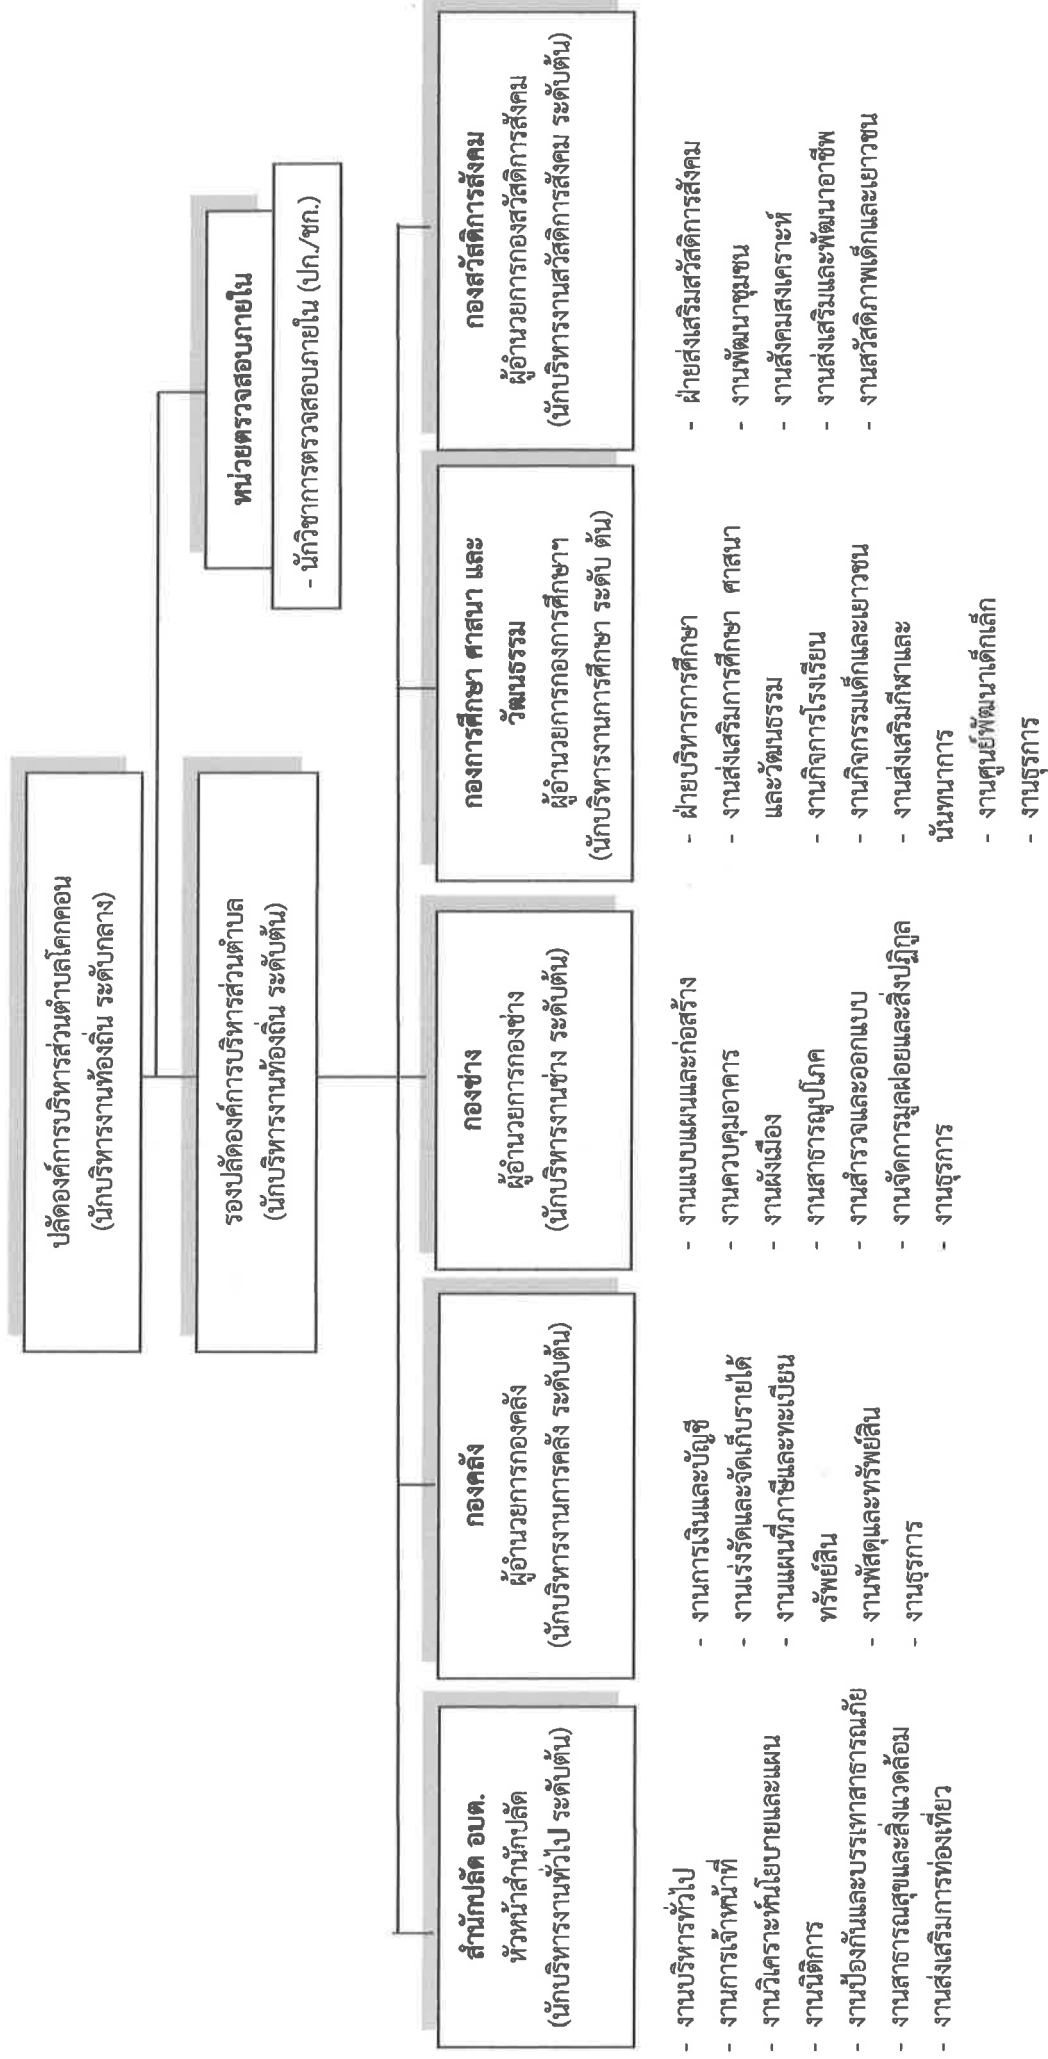 ปลัดองค์การบริหารส่วนตำบลโคกคอน
(นักบริหารงานท้องถิ่น ระดับกลาง)
รองปลัดองค์การบริหารส่วนตำบล
(นักบริหารงานท้องถิ่น ระดับต้น)
หน่วยตรวจสอบภายใน
- นักวิชาการตรวจสอบภายใน (ปก./ชก.)
สำนักปลัด อบต.
หัวหน้าสำนักปลัด
(นักบริหารงานทั่วไป ระดับต้น)
- งานบริหารทั่วไป
- งานการเจ้าหน้าที่
- งานวิเคราะห์นโยบายและแผน
- งานนิติการ
- งานป้องกันและบรรเทาสาธารณภัย
- งานสาธารณสุขและสิ่งแวดล้อม
- งานส่งเสริมการท่องเที่ยว
กองคลัง
ผู้อำนวยการกองคลัง
(นักบริหารงานการคลัง ระดับต้น)
- งานการเงินและบัญชี
- งานเร่งรัดและจัดเก็บรายได้
- งานแผนที่ภาษีและทะเบียน
ทรัพย์สิน
- งานพัสดุและทรัพย์สิน
- งานธุรการ
กองช่าง
ผู้อำนวยการกองช่าง
(นักบริหารงานช่าง ระดับต้น)
- งานแบบแผนและก่อสร้าง
- งานควบคุมอาคาร
- งานผังเมือง
- งานสาธารณูปโภค
- งานสำรวจและออกแบบ
- งานจัดการมูลฝอยและสิ่งปฏิกูล
- งานธุรการ
กองการศึกษา ศาสนา และ
วัฒนธรรม
ผู้อำนวยการกองการศึกษาฯ
(นักบริหารงานการศึกษา ระดับ ต้น)
- ฝ่ายบริหารการศึกษา
- งานส่งเสริมการศึกษา ศาสนา
และวัฒนธรรม
- งานกิจการโรงเรียน
- งานกิจกรรมเด็กและเยาวชน
- งานส่งเสริมกีฬาและ
นันทนาการ
- งานศูนย์พัฒนาเด็กเล็ก
- งานธุรการ
กองสวัสดิการสังคม
ผู้อำนวยการกองสวัสดิการสังคม
(นักบริหารงานสวัสดิการสังคม ระดับต้น)
- ฝ่ายส่งเสริมสวัสดิการสังคม
- งานพัฒนาชุมชน
- งานสังคมสงเคราะห์
- งานส่งเสริมและพัฒนาอาชีพ
- งานสวัสดิภาพเด็กและเยาวชน